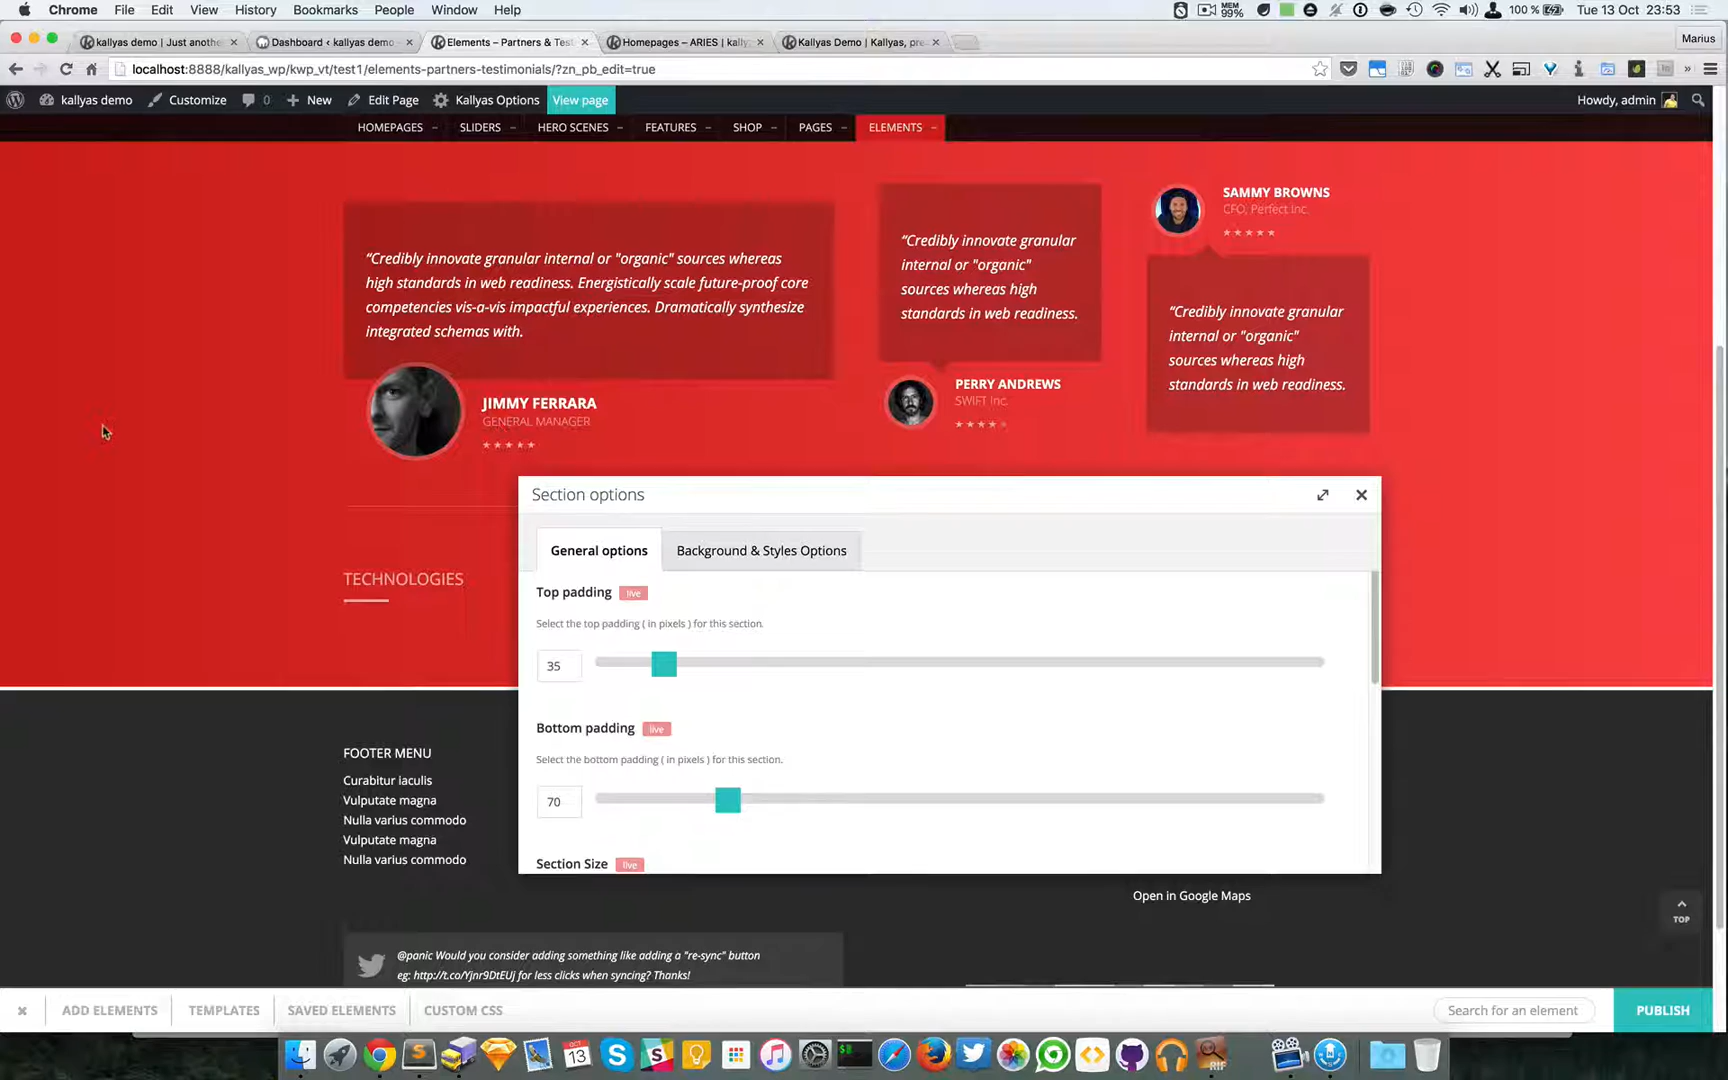 Chrome File Edit View History Bookmarks People Window Help
MEM 99% 100 % Tue 13 Oct 23:53
kallyas demo | Just anoth
Dashboard ‹ kallyas demo
Elements – Partners & Tes
Homepages – ARIES | kally
Kallyas Demo | Kallyas, pre
Marius
localhost:8888/kallyas_wp/kwp_vt/test1/elements-partners-testimonials/?zn_pb_edit=true
kallyas demo Customize 0 New Edit Page Kallyas Options View page Howdy, admin
HOMEPAGES SLIDERS HERO SCENES FEATURES SHOP PAGES ELEMENTS
“Credibly innovate granular internal or "organic" sources whereas
high standards in web readiness. Energistically scale future-proof core
competencies vis-a-vis impactful experiences. Dramatically synthesize
integrated schemas with.
JIMMY FERRARA
GENERAL MANAGER
“Credibly innovate granular
internal or "organic"
sources whereas high
standards in web readiness.
PERRY ANDREWS
SWIFT Inc.
SAMMY BROWNS
CFO, Perfect Inc.
“Credibly innovate granular
internal or "organic"
sources whereas high
standards in web readiness.
TECHNOLOGIES
Section options
General options Background & Styles Options
Top padding live
Select the top padding ( in pixels ) for this section.
35
Bottom padding live
Select the bottom padding ( in pixels ) for this section.
70
Section Size live
FOOTER MENU
Curabitur iaculis
Vulputate magna
Nulla varius commodo
Vulputate magna
Nulla varius commodo
Open in Google Maps
TOP
@panic Would you consider adding something like adding a "re-sync" button
eg: http://t.co/Yjnr9DtEUj for less clicks when syncing? Thanks!
ADD ELEMENTS TEMPLATES SAVED ELEMENTS CUSTOM CSS Search for an element PUBLISH
OCT
13
RIF